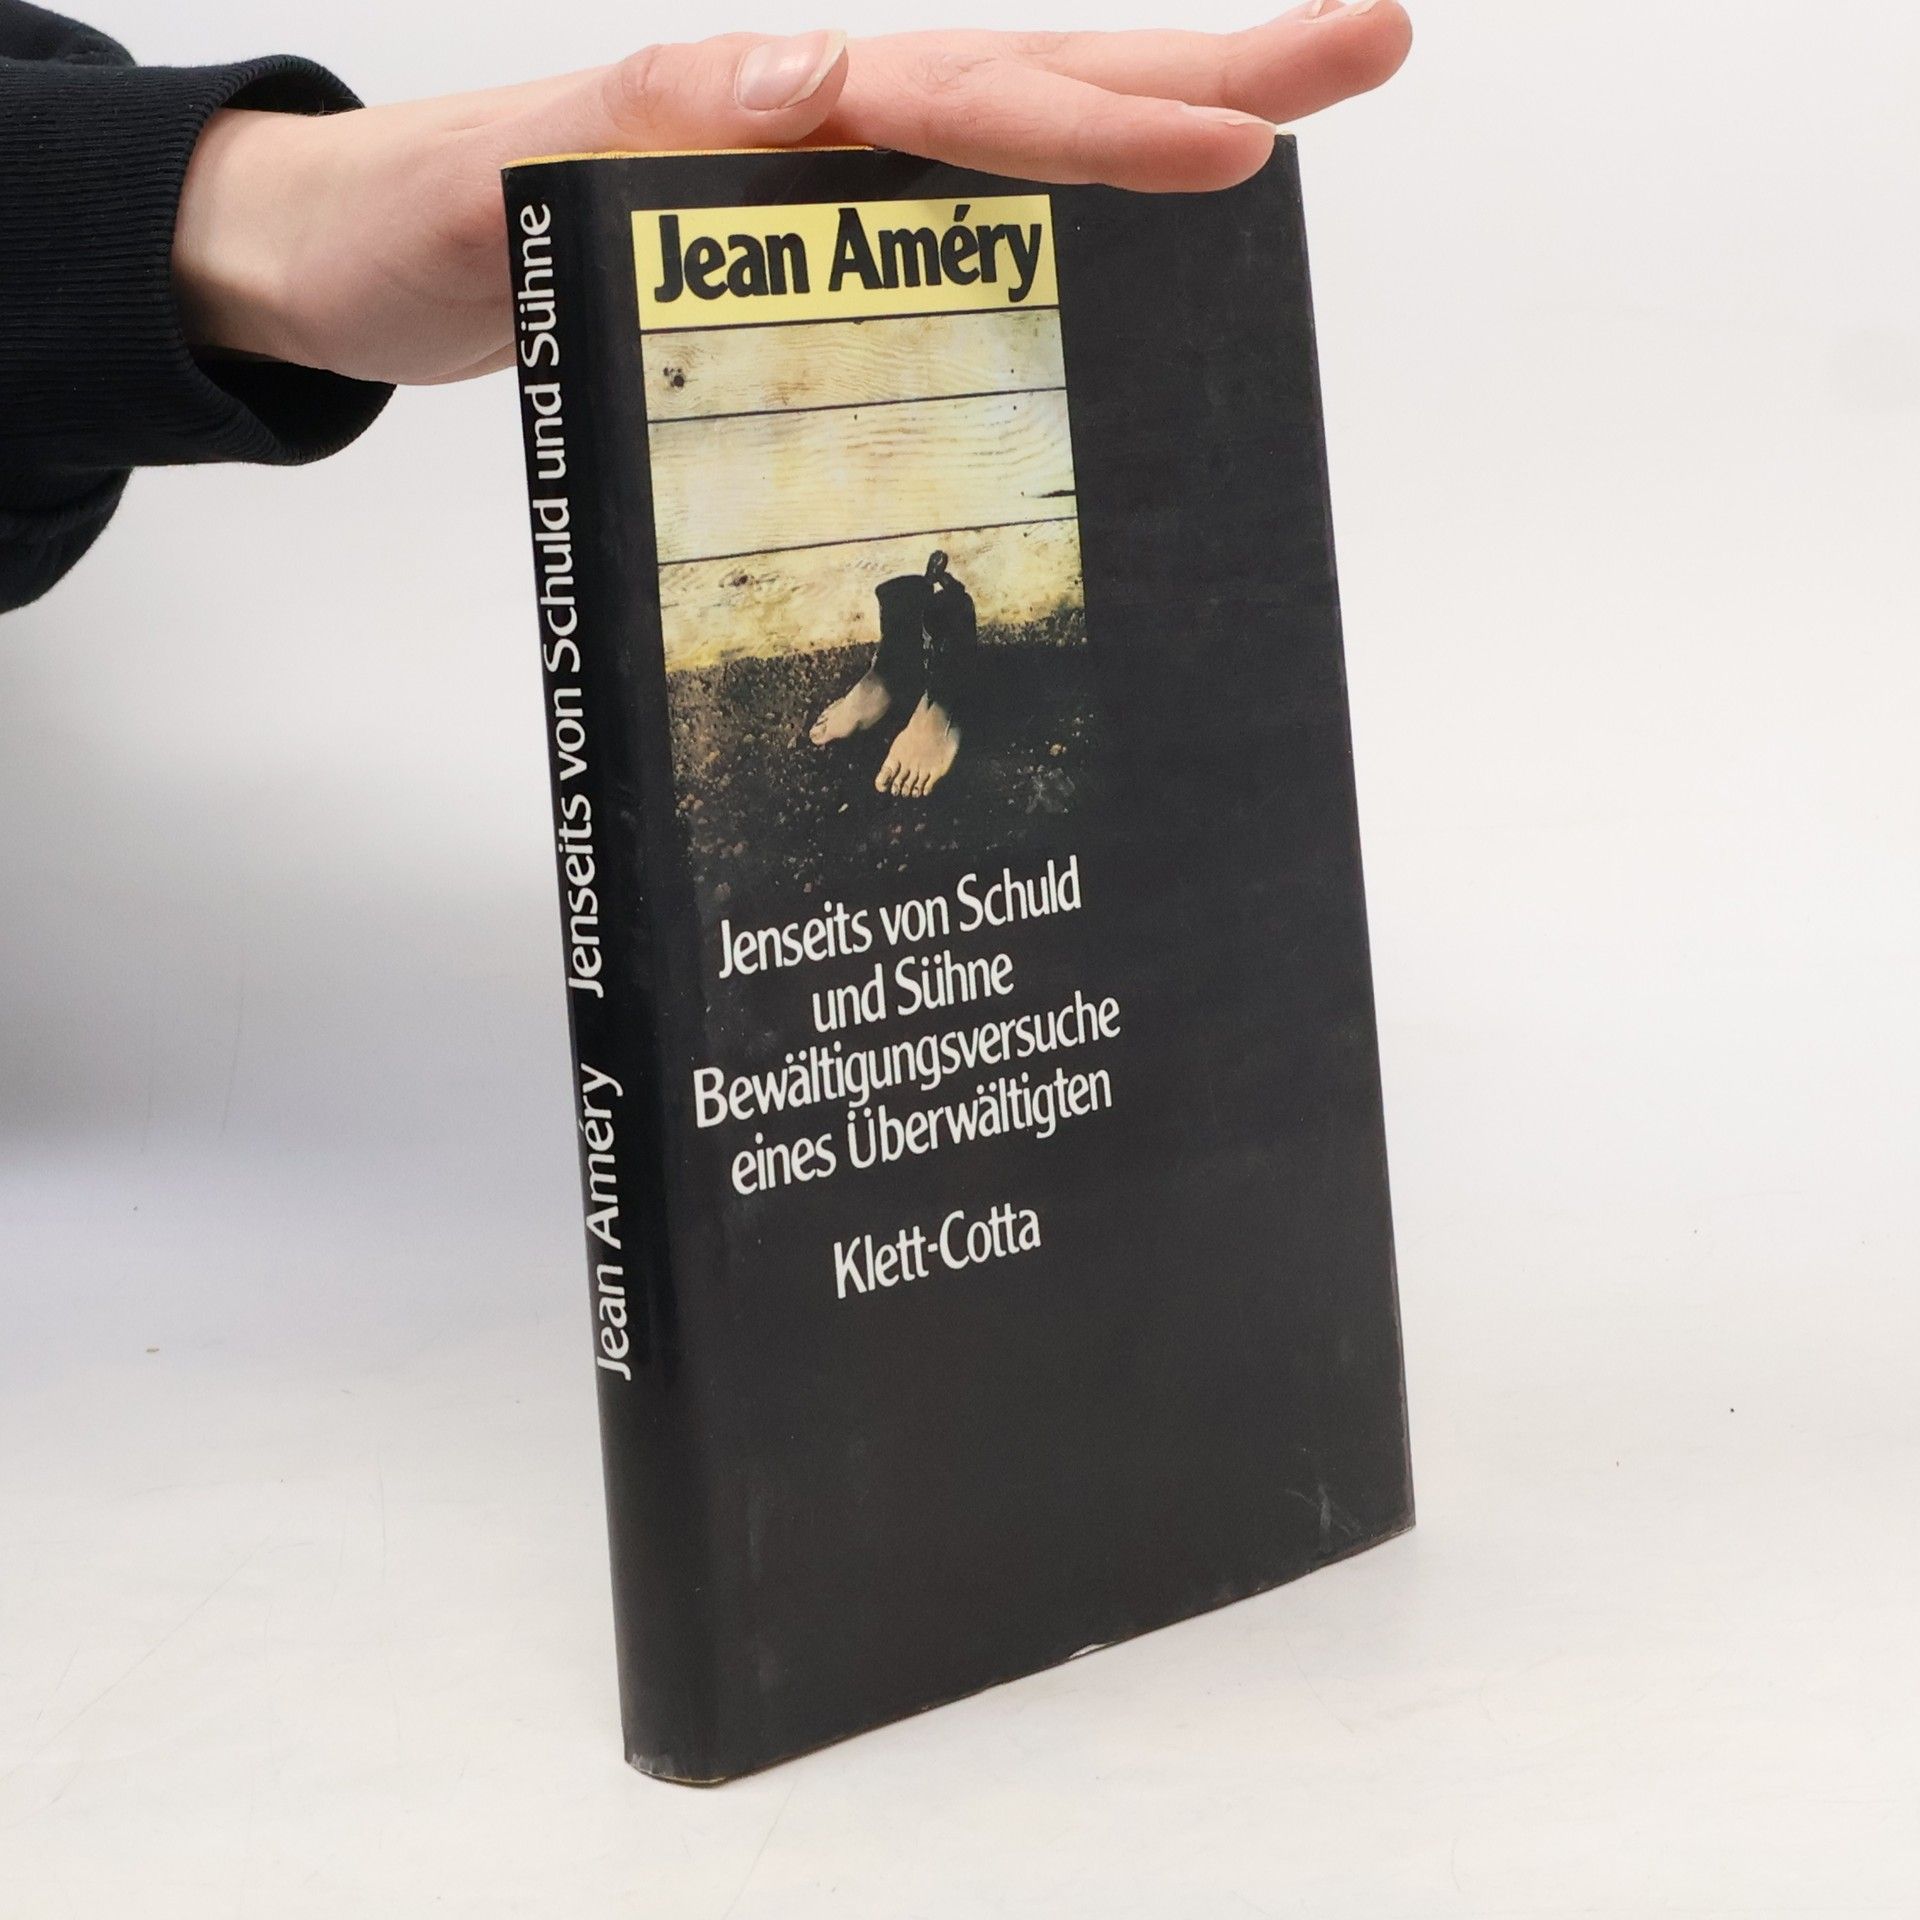 Jean Améry Jenseits von Schuld und Sühne
Jean Améry
Jenseits von Schuld
und Sühne
Bewältigungsversuche
eines Überwältigten
Klett-Cotta